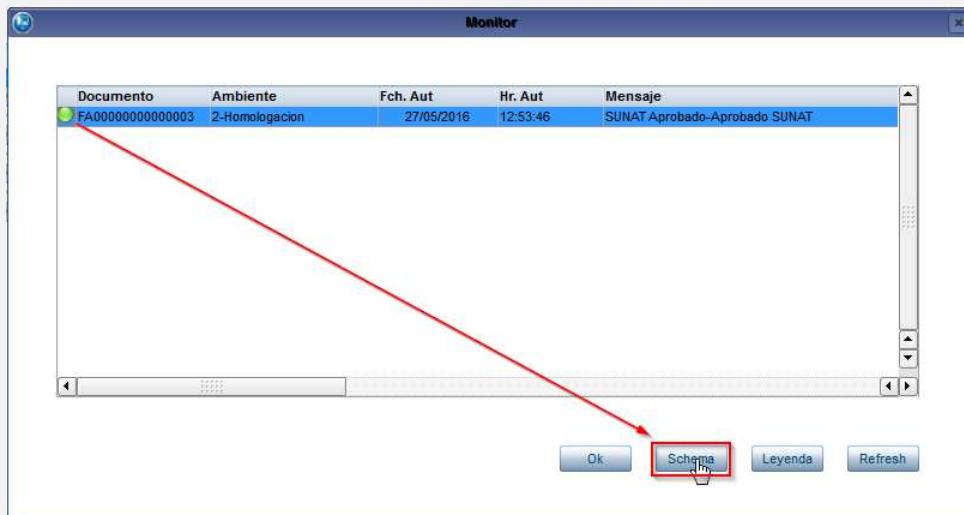 Monitor
Documento Ambiente Fch. Aut Hr. Aut Mensaje
FA00000000000003 2-Homologacion 27/05/2016 12:53:46 SUNAT Aprobado-Aprobado SUNAT
Ok Schema Leyenda Refresh